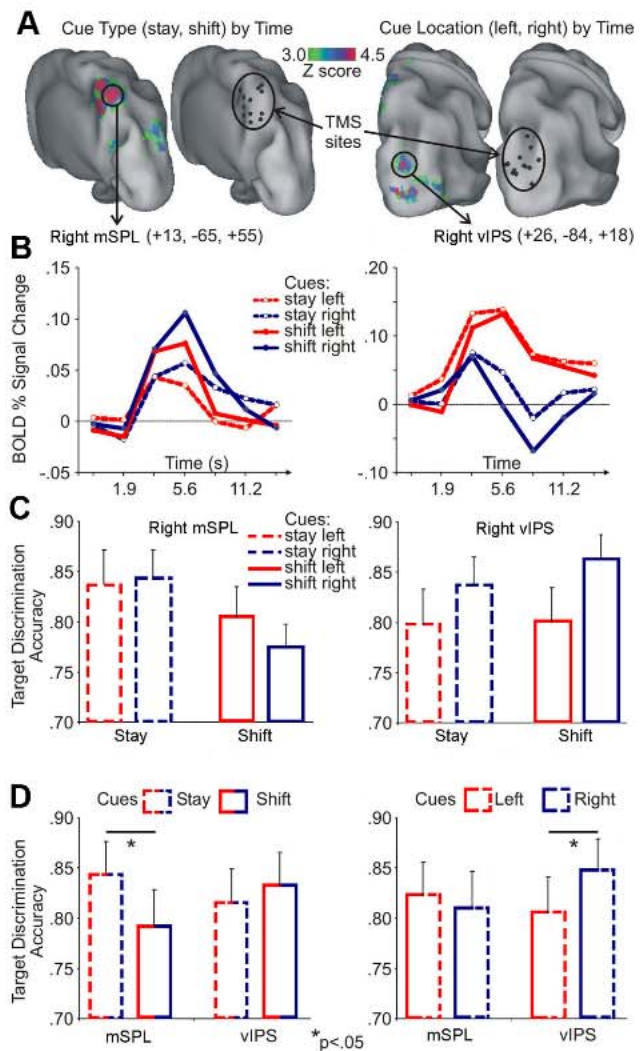 A
Cue Type (stay, shift) by Time
Cue Location (left, right) by Time
3.0 4.5
Z score
TMS
sites
Right mSPL (+13, -65, +55)
Right vIPS (+26, -84, +18)
B
BOLD % Signal Change
.15
.10
.05
0
-.05
Cues:
stay left
stay right
shift left
shift right
Time (s)
1.9 5.6 11.2
.20
.10
0
-.10
Time
1.9 5.6 11.2
C
Target Discrimination
Accuracy
.90
.85
.80
.75
.70
Right mSPL
Cues:
stay left
stay right
shift left
shift right
Stay Shift
.90
.85
.80
.75
.70
Right vIPS
Stay Shift
D
Target Discrimination
Accuracy
.90
.85
.80
.75
.70
Cues Stay Shift
*
mSPL vIPS
*p<.05
.90
.85
.80
.75
.70
Cues Left Right
*
mSPL vIPS